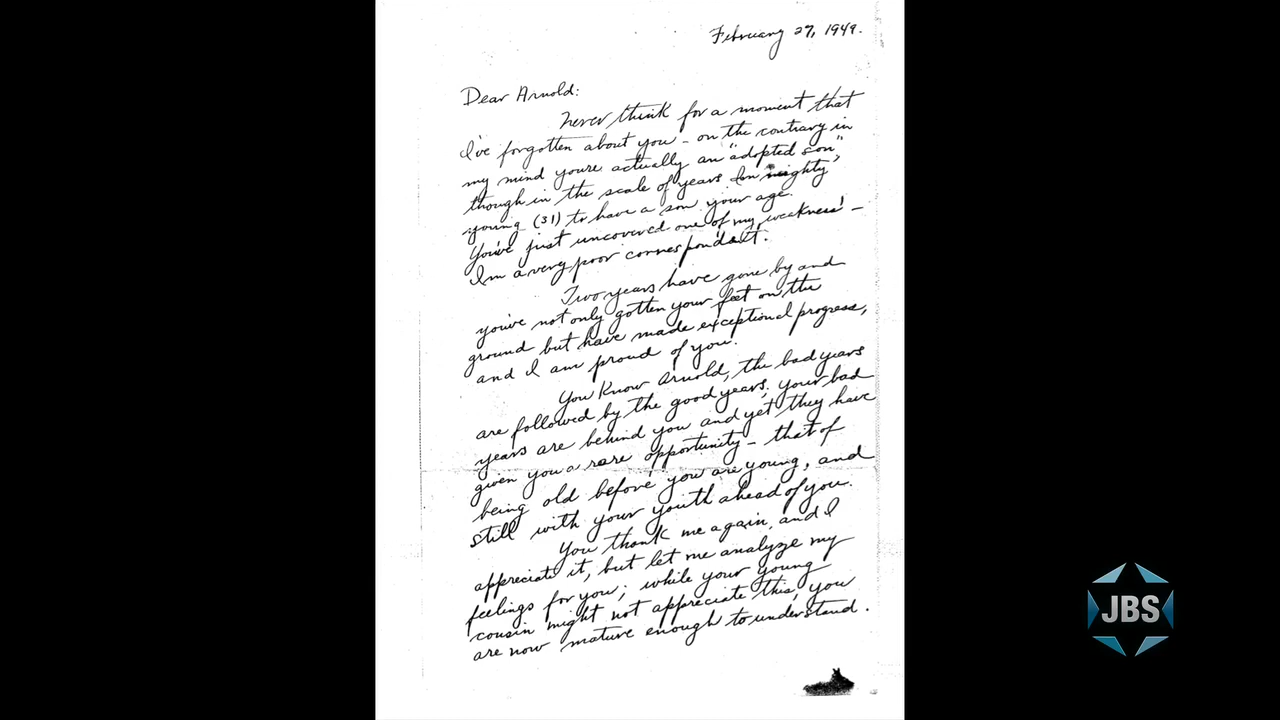 February 27, 1949.
Dear Arnold:
Never think for a moment that
I've forgotten about you - on the contrary in
my mind youre actually an "adopted son"
though in the scale of years Im mighty
young (31) to have a son your age.
You've just uncovered one of my weakness' -
Im a very poor correspondant.
Two years have gone by and
you've not only gotten your feet on the
ground but have made exceptional progress,
and I am proud of you.
You Know Arnold, the bad years
are followed by the good years; your bad
years are behind you and yet they have
given you a rare opportunity - that of
being old before you are young, and
still with your youth ahead of you.
You thank me again, and I
appreciate it, but let me analyze my
feelings for you; while your young
cousin might not appreciate this, you
are now mature enough to understand.
JBS